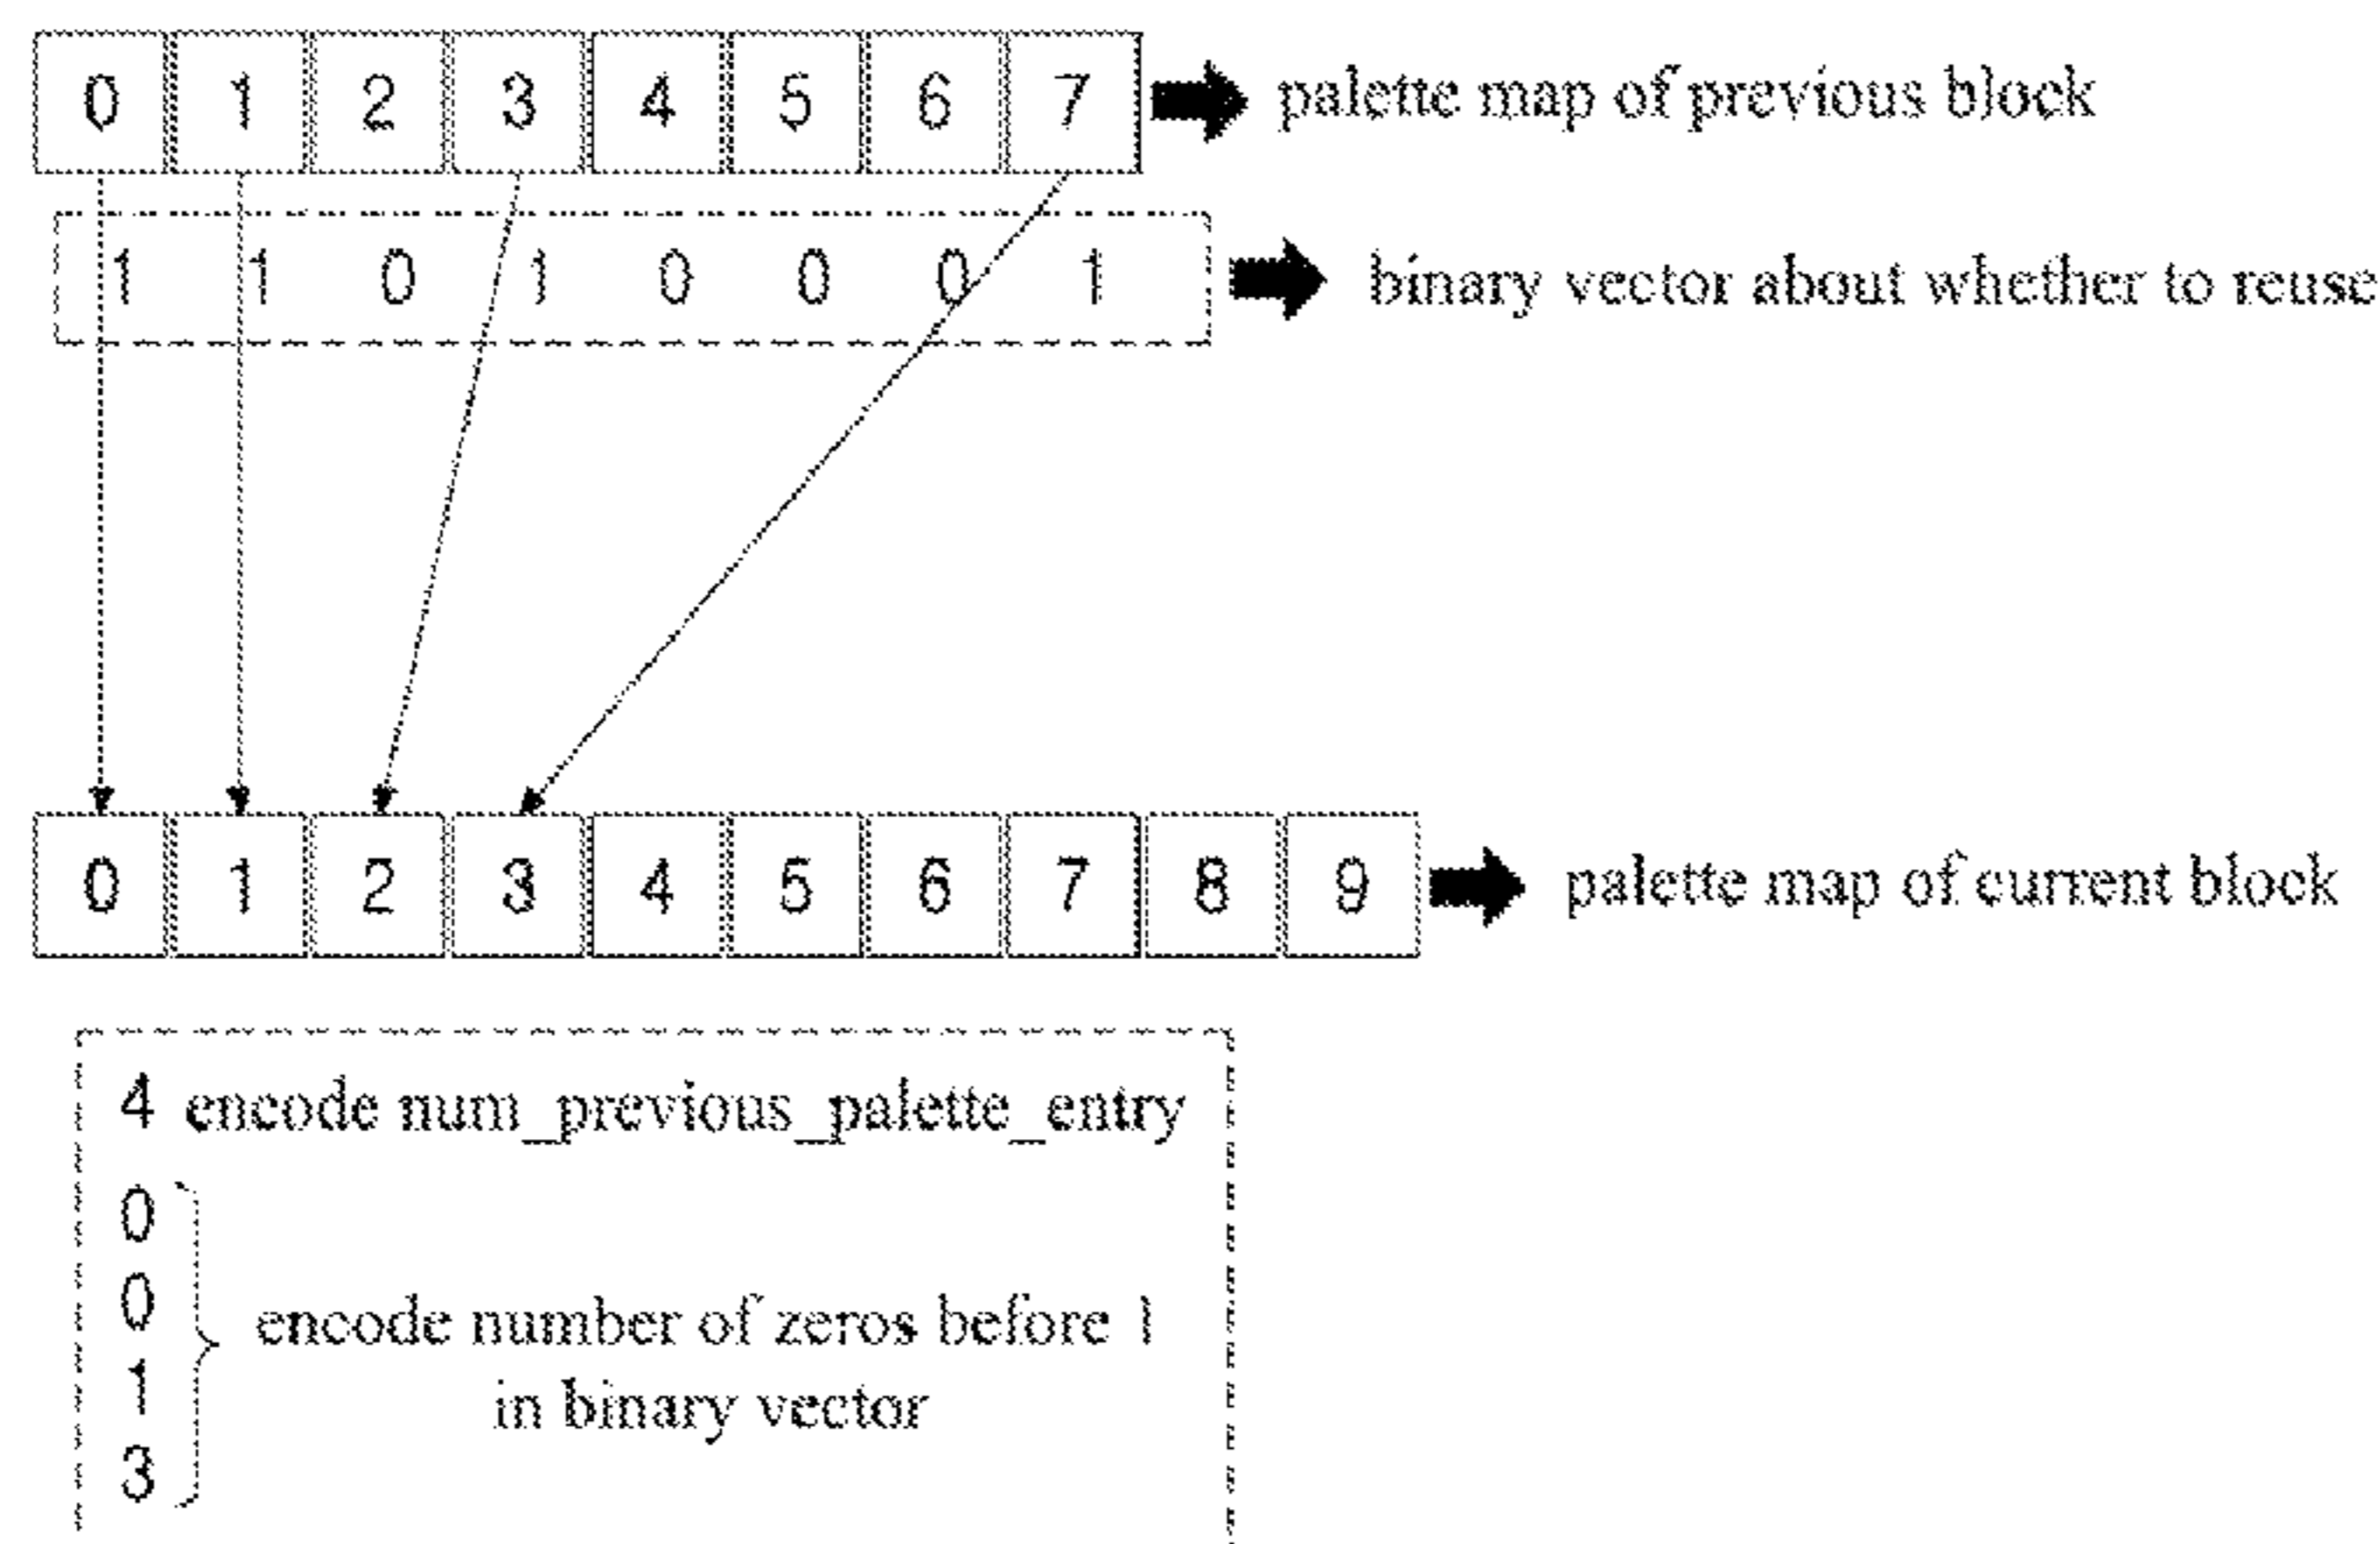 0 1 2 3 4 5 6 7 palette map of previous block
1 1 0 1 0 0 0 1 binary vector about whether to reuse
0 1 2 3 4 5 6 7 8 9 palette map of current block
4 encode num_previous_palette_entry
0
0
encode number of zeros before 1
1
in binary vector
3